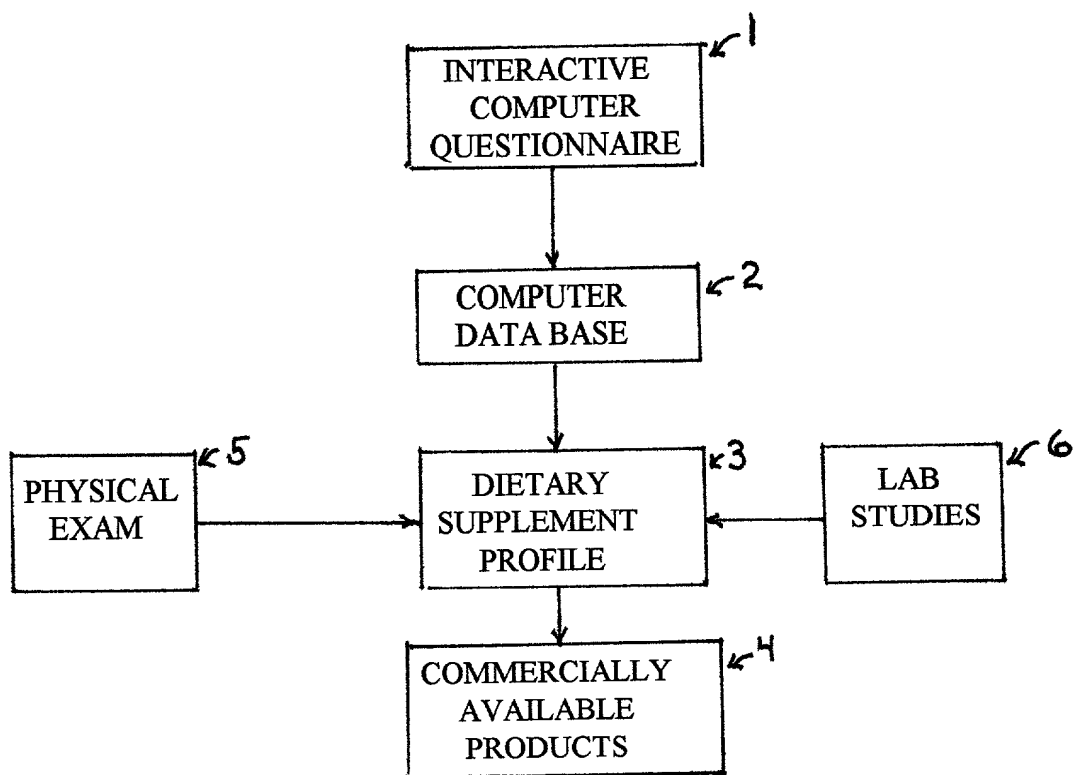 1
INTERACTIVE
COMPUTER
QUESTIONNAIRE
2
COMPUTER
DATA BASE
5
PHYSICAL
EXAM
3
DIETARY
SUPPLEMENT
PROFILE
6
LAB
STUDIES
4
COMMERCIALLY
AVAILABLE
PRODUCTS